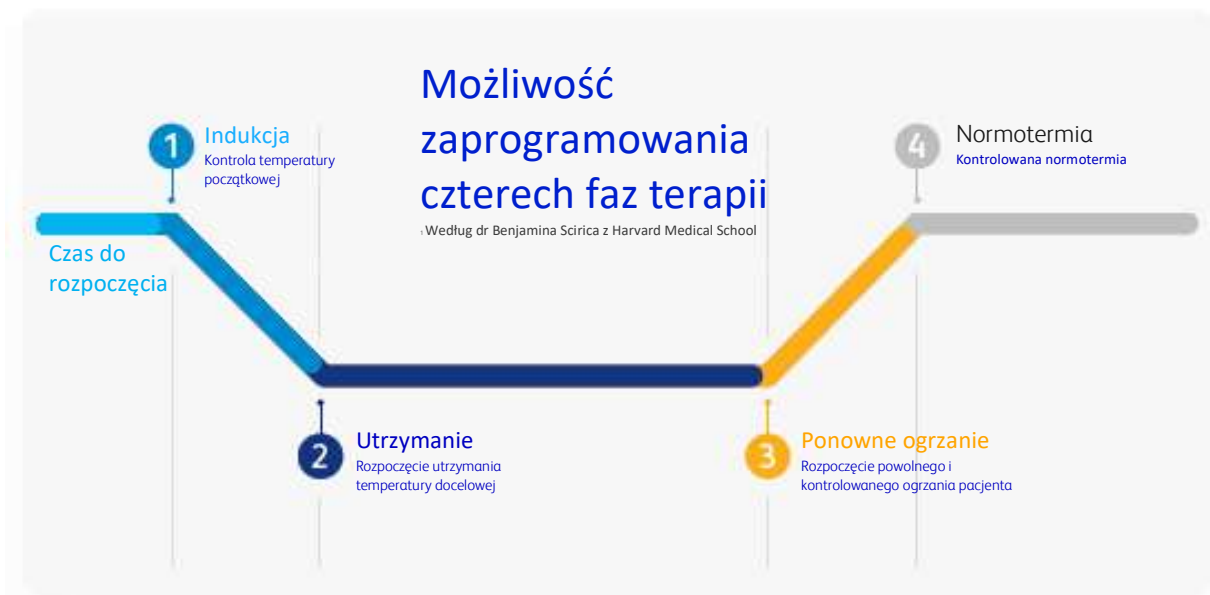 Możliwość
zaprogramowania
czterech faz terapii
¹ Według dr Benjamina Scirica z Harvard Medical School
1
Indukcja
Kontrola temperatury
początkowej
4
Normotermia
Kontrolowana normotermia
Czas do
rozpoczęcia
2
Utrzymanie
Rozpoczęcie utrzymania
temperatury docelowej
3
Ponowne ogrzanie
Rozpoczęcie powolnego i
kontrolowanego ogrzania pacjenta